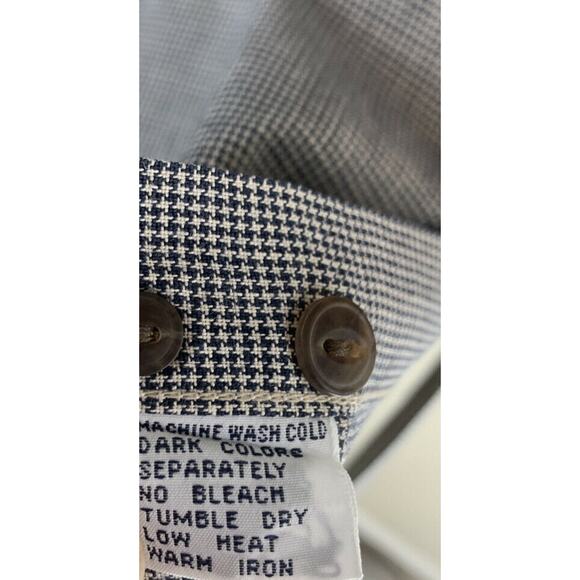 MACHINE WASH COLD
DARK COLORS
SEPARATELY
NO BLEACH
TUMBLE DRY
LOW HEAT
WARM IRON